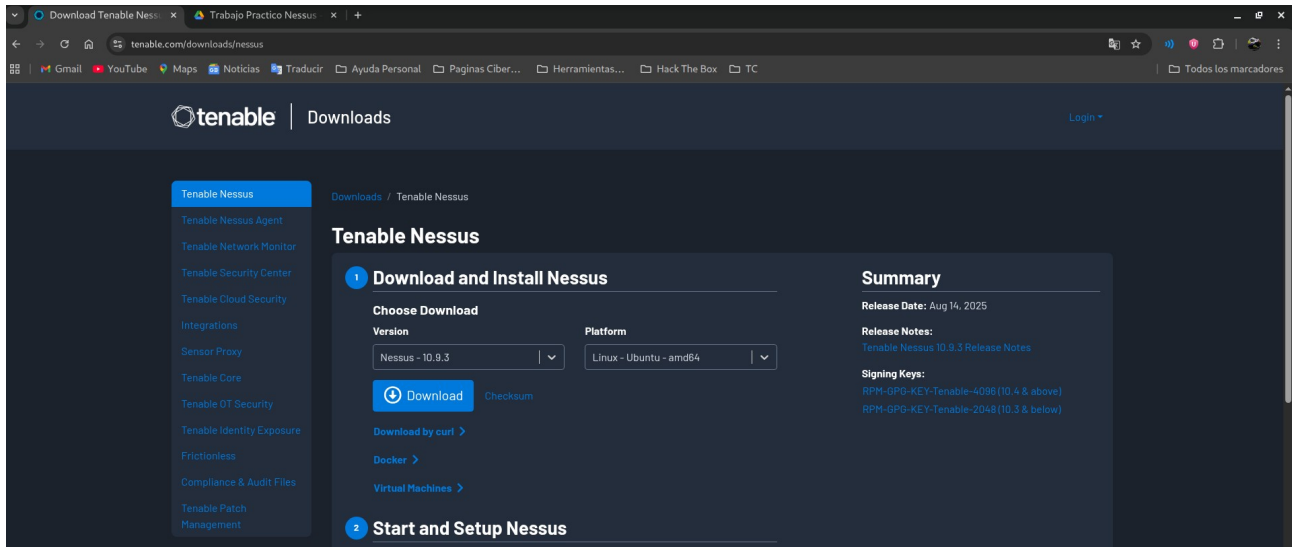 Download Tenable Ness
Trabajo Practico Nessus
tenable.com/downloads/nessus
Gmail
YouTube
Maps
Noticias
Traducir
Ayuda Personal
Paginas Ciber...
Herramientas...
Hack The Box
TC
Todos los marcadores
tenable
Downloads
Login
Tenable Nessus
Tenable Nessus Agent
Tenable Network Monitor
Tenable Security Center
Tenable Cloud Security
Integrations
Sensor Proxy
Tenable Core
Tenable OT Security
Tenable Identity Exposure
Frictionless
Compliance & Audit Files
Tenable Patch
Management
Downloads / Tenable Nessus
Tenable Nessus
1 Download and Install Nessus
Choose Download
Version
Platform
Nessus - 10.9.3
Linux - Ubuntu - amd64
Download
Checksum
Download by curl
Docker
Virtual Machines
2 Start and Setup Nessus
Summary
Release Date: Aug 14, 2025
Release Notes:
Tenable Nessus 10.9.3 Release Notes
Signing Keys:
RPM-GPG-KEY-Tenable-4096 (10.4 & above)
RPM-GPG-KEY-Tenable-2048 (10.3 & below)